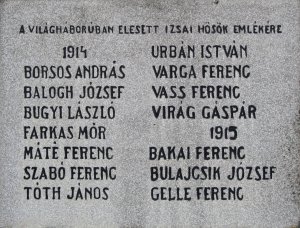 A VILÁGHÁBORÚBAN ELESETT IZSAI HŐSÖK EMLÉKÉRE
1914
BORSOS ANDRÁS
BALOGH JÓZSEF
BUGYI LÁSZLÓ
FARKAS MÓR
MÁTÉ FERENC
SZABÓ FERENC
TÓTH JÁNOS
URBÁN ISTVÁN
VARGA FERENC
VASS FERENC
VIRÁG GÁSPÁR
1915
BAKAI FERENC
BULAJCSIK JÓZSEF
GELLE FERENC